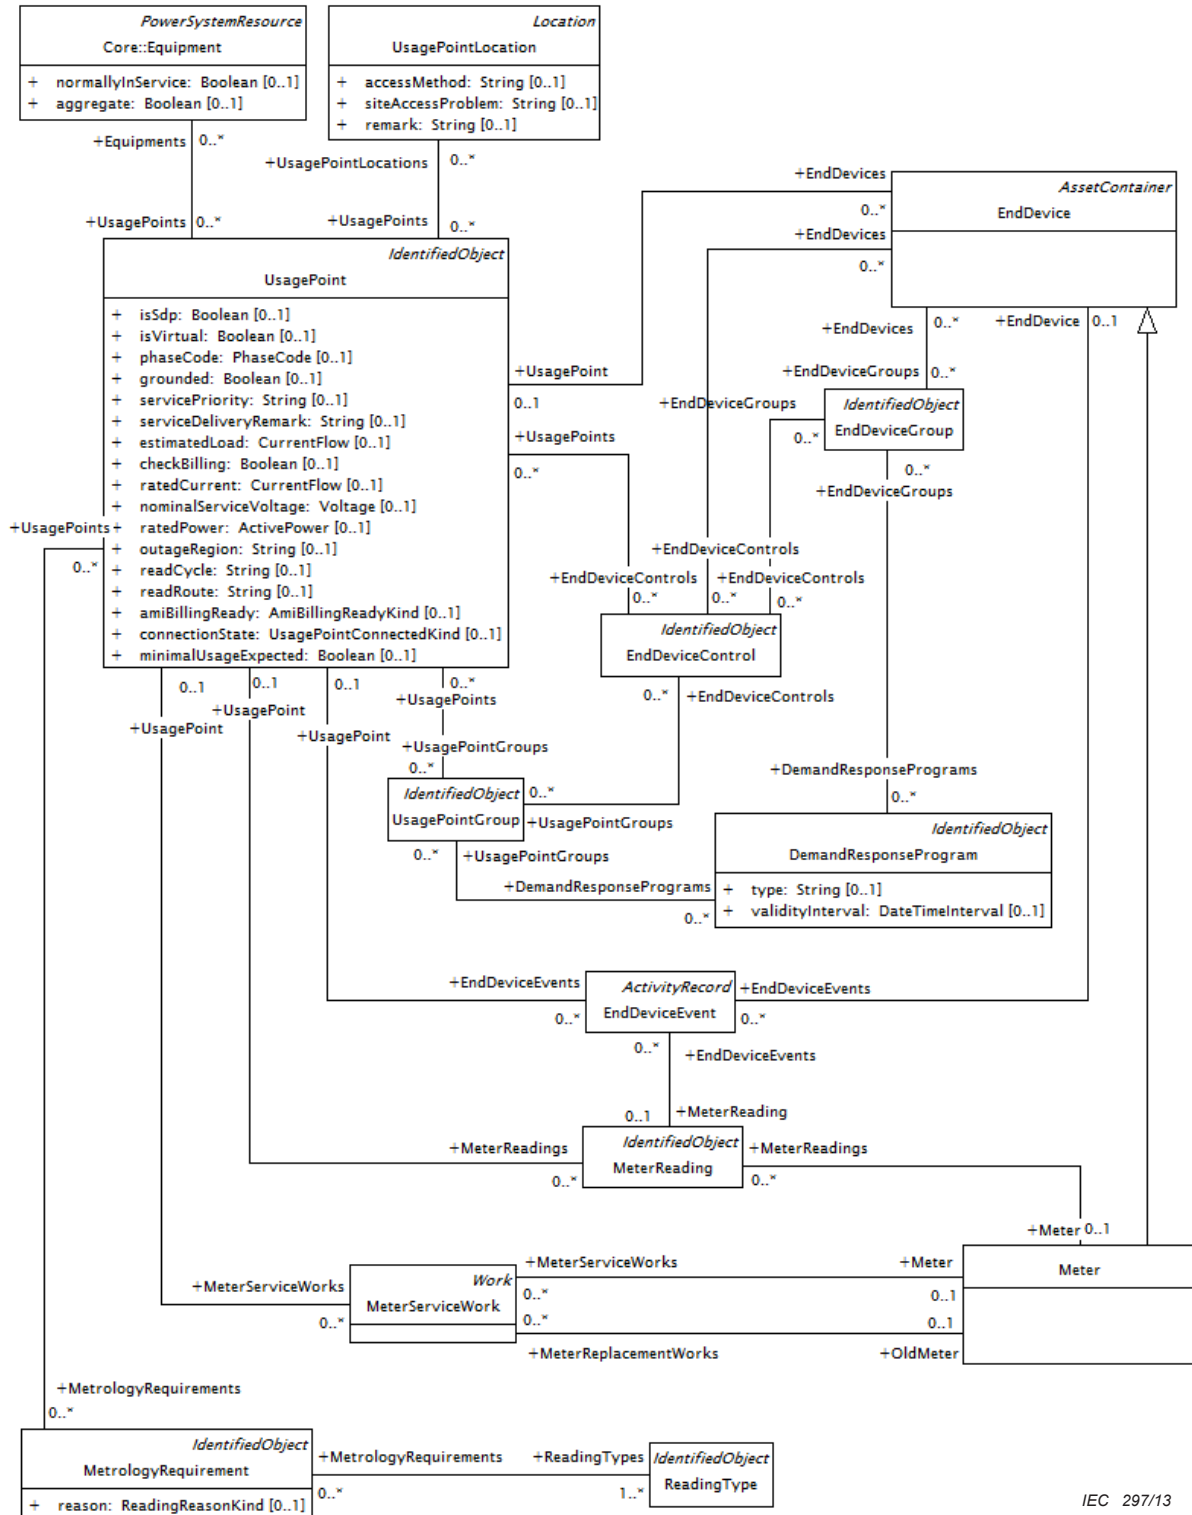 PowerSystemResource
Core::Equipment
+ normallyInService: Boolean [0..1]
+ aggregate: Boolean [0..1]
Location
UsagePointLocation
+ accessMethod: String [0..1]
+ siteAccessProblem: String [0..1]
+ remark: String [0..1]
+Equipments 0..*
+UsagePointLocations 0..*
+UsagePoints 0..*
+UsagePoints 0..*
+EndDevices
0..*
+EndDevices
0..*
AssetContainer
EndDevice
IdentifiedObject
UsagePoint
+ isSdp: Boolean [0..1]
+ isVirtual: Boolean [0..1]
+ phaseCode: PhaseCode [0..1]
+ grounded: Boolean [0..1]
+ servicePriority: String [0..1]
+ serviceDeliveryRemark: String [0..1]
+ estimatedLoad: CurrentFlow [0..1]
+ checkBilling: Boolean [0..1]
+ ratedCurrent: CurrentFlow [0..1]
+ nominalServiceVoltage: Voltage [0..1]
+ ratedPower: ActivePower [0..1]
+ outageRegion: String [0..1]
+ readCycle: String [0..1]
+ readRoute: String [0..1]
+ amiBillingReady: AmiBillingReadyKind [0..1]
+ connectionState: UsagePointConnectedKind [0..1]
+ minimalUsageExpected: Boolean [0..1]
+UsagePoints
0..*
+UsagePoint
0..1
+UsagePoints
0..*
+EndDevices 0..*
+EndDevice 0..1
+EndDeviceGroups 0..*
+EndDeviceGroups
0..*
IdentifiedObject
EndDeviceGroup
0..*
+EndDeviceGroups
+EndDeviceControls
+EndDeviceControls +EndDeviceControls
0..* 0..* 0..*
IdentifiedObject
EndDeviceControl
0..* +EndDeviceControls
0..1 0..1 0..1 0..*
+UsagePoint +UsagePoint +UsagePoint +UsagePoints
+UsagePointGroups
0..*
IdentifiedObject
UsagePointGroup
0..*
+UsagePointGroups
0..* +UsagePointGroups
+DemandResponsePrograms
0..*
+DemandResponsePrograms
0..*
IdentifiedObject
DemandResponseProgram
+ type: String [0..1]
+ validityInterval: DateTimeInterval [0..1]
+EndDeviceEvents
0..*
ActivityRecord
EndDeviceEvent
+EndDeviceEvents
0..*
0..* +EndDeviceEvents
0..1 +MeterReading
+MeterReadings
0..*
IdentifiedObject
MeterReading
+MeterReadings
0..*
+Meter 0..1
Meter
+MeterServiceWorks
0..*
Work
MeterServiceWork
+MeterServiceWorks
0..*
+Meter
0..1
0..*
+MeterReplacementWorks
0..1
+OldMeter
+MetrologyRequirements
0..*
IdentifiedObject
MetrologyRequirement
+ reason: ReadingReasonKind [0..1]
+MetrologyRequirements
0..*
+ReadingTypes
1..*
IdentifiedObject
ReadingType
IEC 297/13